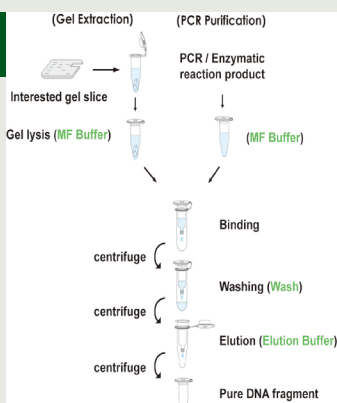 (Gel Extraction) (PCR Purification)
PCR / Enzymatic
reaction product
Interested gel slice
Gel lysis (MF Buffer)
(MF Buffer)
Binding
centrifuge
Washing (Wash)
centrifuge
Elution (Elution Buffer)
centrifuge
Pure DNA fragment